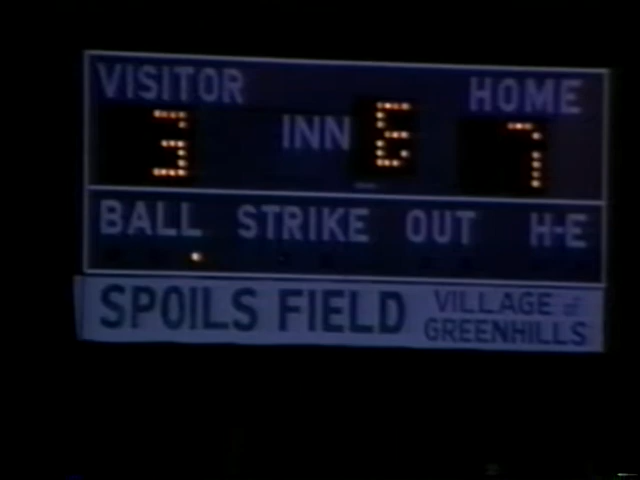 VISITOR HOME
3 INN 6 7
BALL STRIKE OUT H-E
SPOILS FIELD VILLAGE of
GREENHILLS